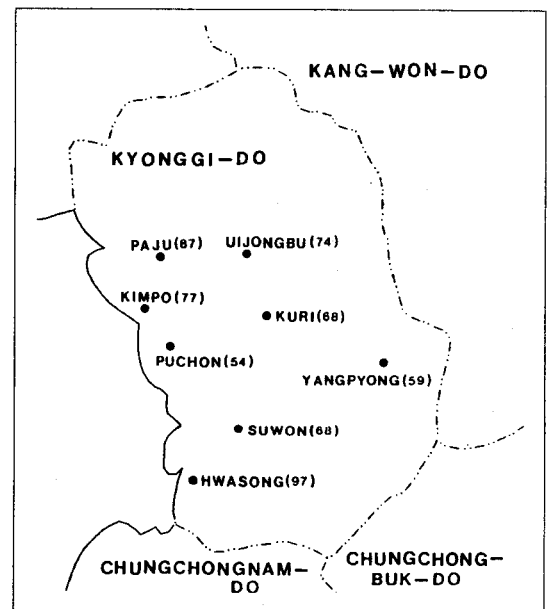 KANG-WON-DO
KYONGGI-DO
PAJU(67)
UIJONGBU(74)
KIMPO(77)
KURI(68)
PUCHON(54)
YANGPYONG(59)
SUWON(68)
HWASONG(97)
CHUNGCHONGNAM-
DO
CHUNGCHONG-
BUK-DO